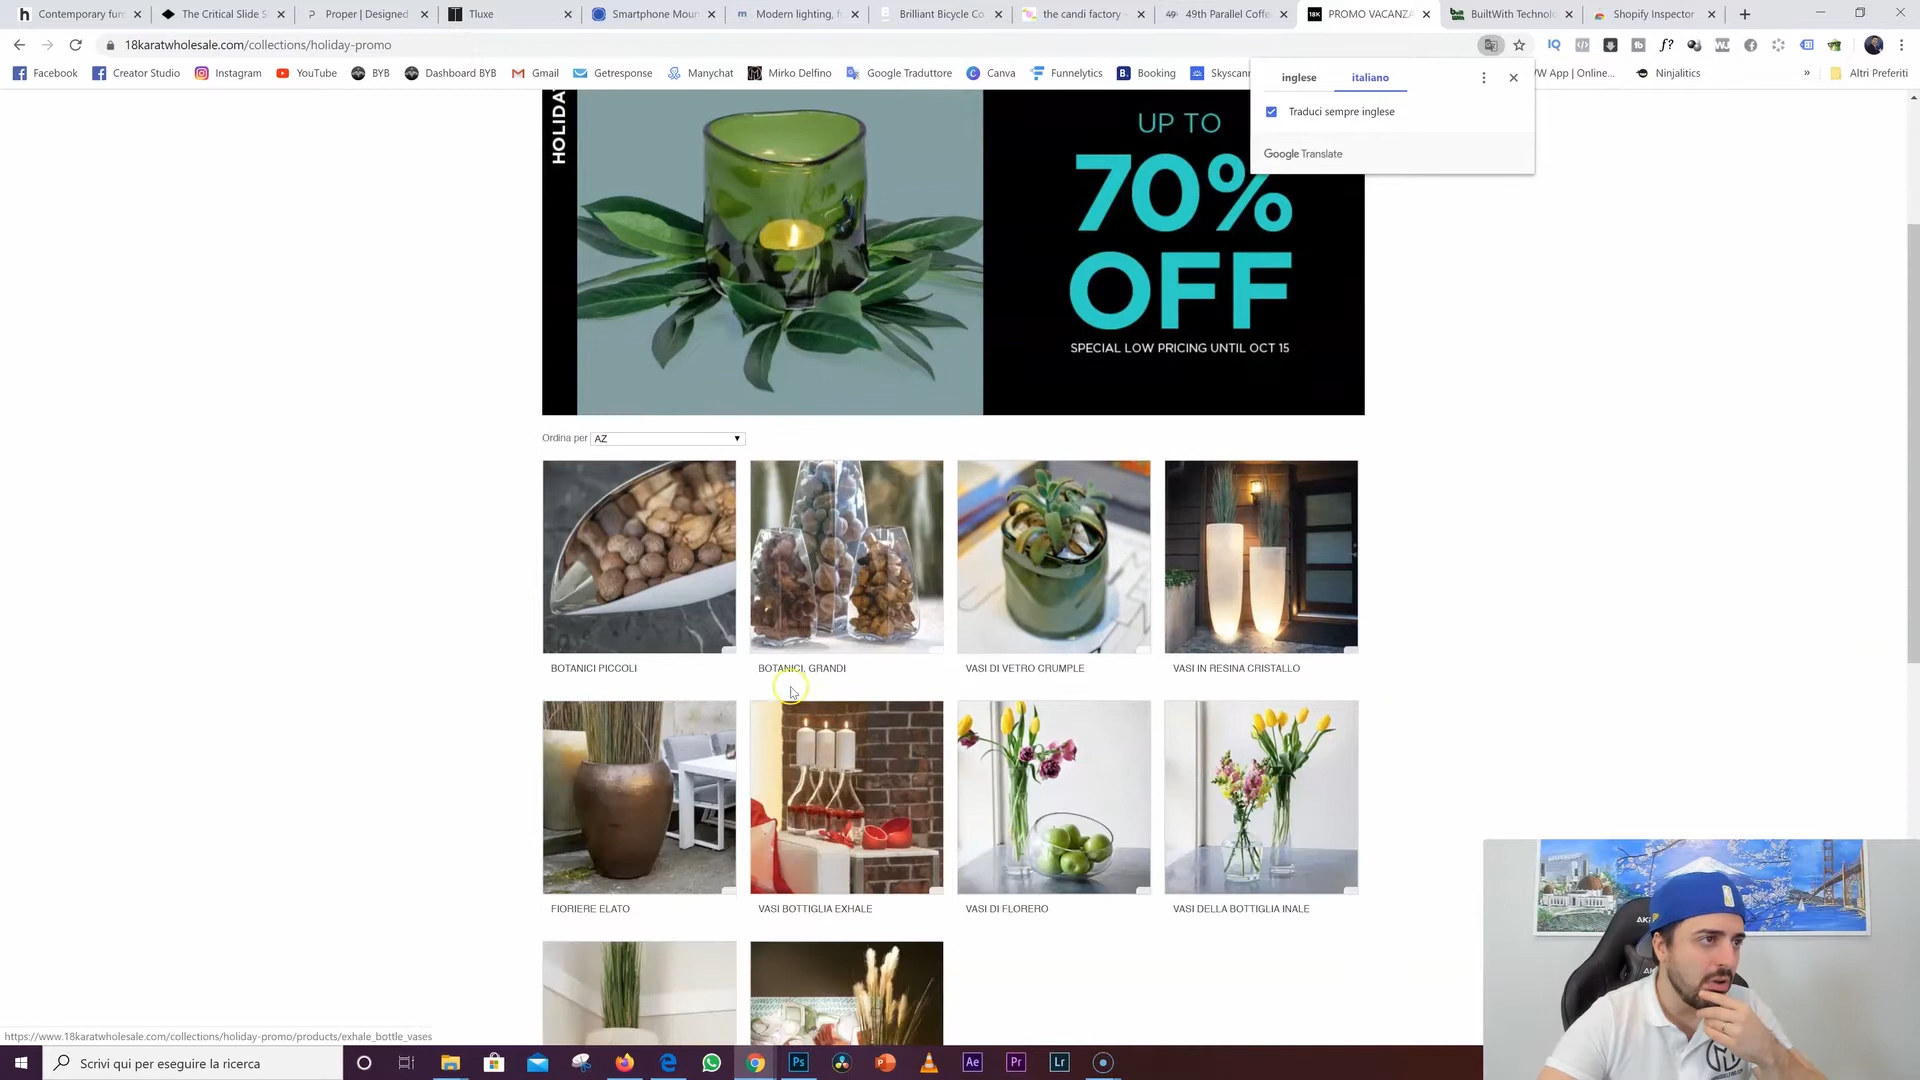 Contemporary furn
The Critical Slide S
Proper | Designed
Tluxe
Smartphone Moun
Modern lighting, fu
Brilliant Bicycle Co
the candi factory -
49th Parallel Coffee
PROMO VACANZA
BuiltWith Technolo
Shopify Inspector
18karatwholesale.com/collections/holiday-promo
Facebook
Creator Studio
Instagram
YouTube
BYB
Dashboard BYB
Gmail
Getresponse
Manychat
Mirko Delfino
Google Traduttore
Canva
Funnelytics
Booking
Skyscann
WW App | Online...
Ninjalitics
»
Altri Preferiti
inglese
italiano
Traduci sempre inglese
Google Translate
HOLIDA
UP TO
70%
OFF
SPECIAL LOW PRICING UNTIL OCT 15
Ordina per AZ
BOTANICI PICCOLI
BOTANICI, GRANDI
VASI DI VETRO CRUMPLE
VASI IN RESINA CRISTALLO
FIORIERE ELATO
VASI BOTTIGLIA EXHALE
VASI DI FLORERO
VASI DELLA BOTTIGLIA INALE
https://www.18karatwholesale.com/collections/holiday-promo/products/exhale_bottle_vases
Scrivi qui per eseguire la ricerca